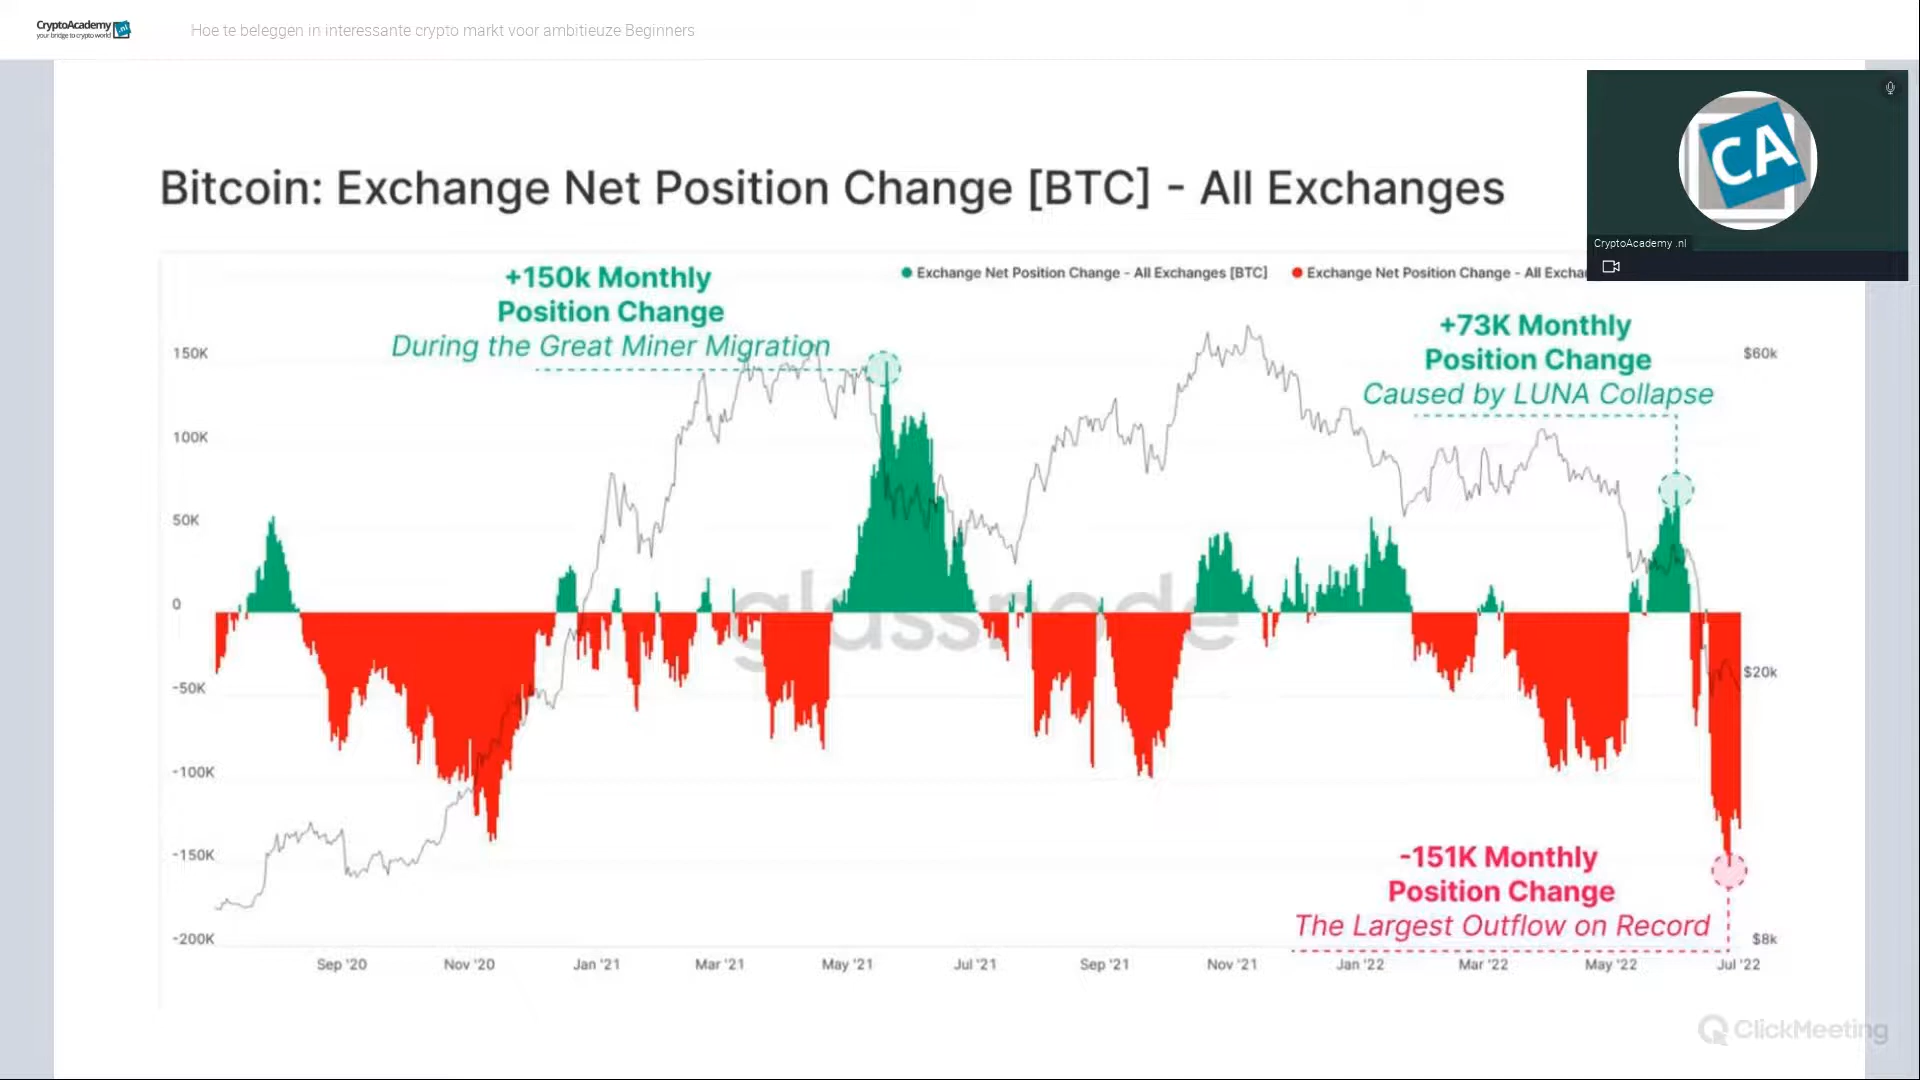 CryptoAcademy .nl
your bridge to crypto world
Hoe te beleggen in interessante crypto markt voor ambitieuze Beginners
CA
CryptoAcademy .nl
Bitcoin: Exchange Net Position Change [BTC] - All Exchanges
Exchange Net Position Change - All Exchanges [BTC]
Exchange Net Position Change - All Excha
+150k Monthly
Position Change
During the Great Miner Migration
+73K Monthly
Position Change
Caused by LUNA Collapse
150K
100K
50K
0
-50K
-100K
-150K
-200K
$60k
$20k
$8k
glassnode
-151K Monthly
Position Change
The Largest Outflow on Record
Sep '20
Nov '20
Jan '21
Mar '21
May '21
Jul '21
Sep '21
Nov '21
Jan '22
Mar '22
May '22
Jul '22
ClickMeeting